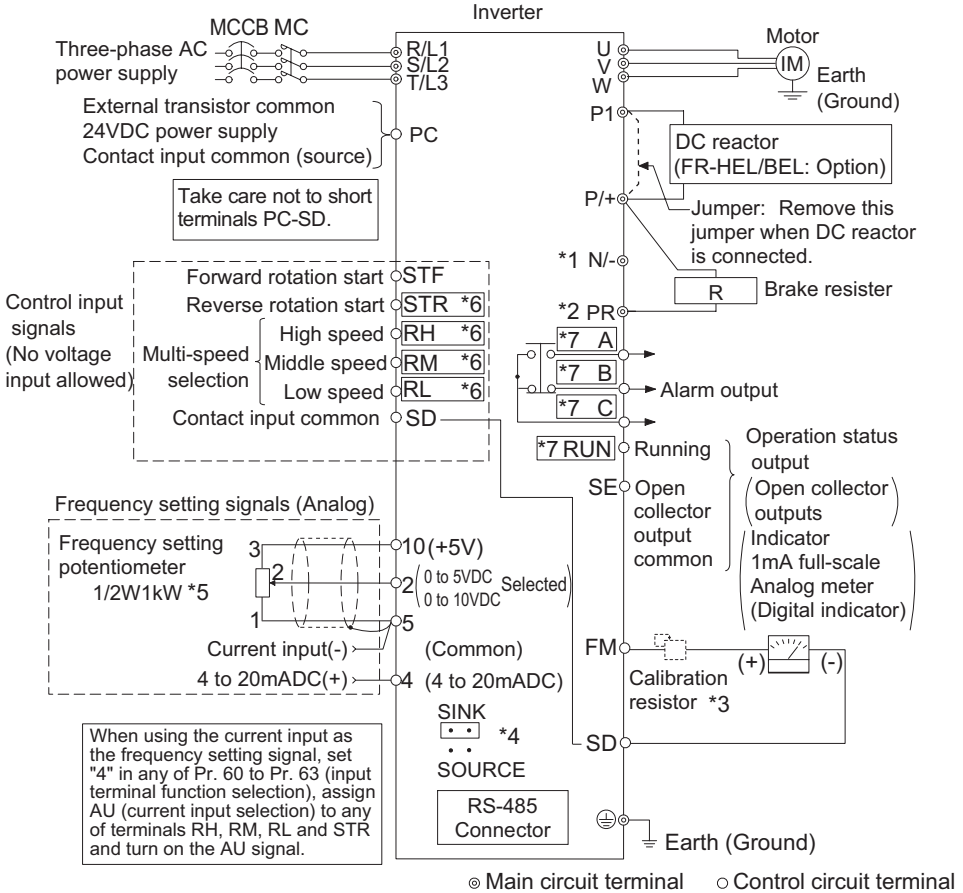 Inverter
MCCB MC
Three-phase AC
power supply
R/L1
S/L2
T/L3
External transistor common
24VDC power supply
Contact input common (source)
PC
Take care not to short
terminals PC-SD.
U
V
W
Motor
IM
Earth
(Ground)
P1
DC reactor
(FR-HEL/BEL: Option)
P/+
Jumper: Remove this
jumper when DC reactor
is connected.
*1 N/-
R
Brake resister
*2 PR
Control input
signals
(No voltage
input allowed)
Forward rotation start
STF
Reverse rotation start
STR *6
Multi-speed
selection
High speed
RH *6
Middle speed
RM *6
Low speed
RL *6
Contact input common
SD
*7 A
*7 B
*7 C
Alarm output
*7 RUN
Running
SE
Open
collector
output
common
Operation status
output
(Open collector
outputs)
Indicator
1mA full-scale
Analog meter
(Digital indicator)
Frequency setting signals (Analog)
Frequency setting
potentiometer
1/2W1kW *5
3
2
1
10(+5V)
2
0 to 5VDC
0 to 10VDC
Selected
5
Current input(-)
(Common)
4 to 20mADC(+)
4
(4 to 20mADC)
FM
Calibration
resistor *3
(+)
(-)
SINK
*4
SOURCE
SD
When using the current input as
the frequency setting signal, set
"4" in any of Pr. 60 to Pr. 63 (input
terminal function selection), assign
AU (current input selection) to any
of terminals RH, RM, RL and STR
and turn on the AU signal.
RS-485
Connector
Earth (Ground)
Main circuit terminal
Control circuit terminal